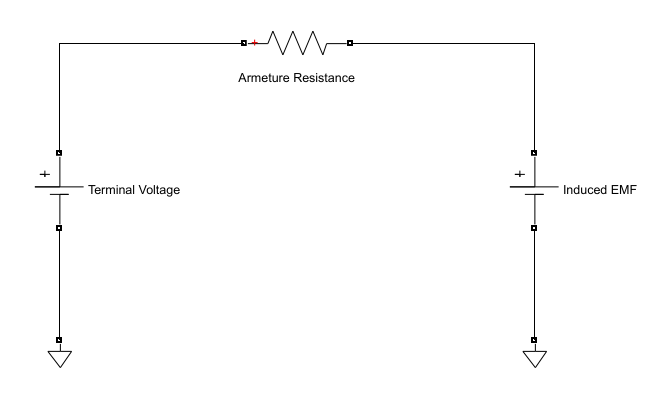 +
Armeture Resistance
+
Terminal Voltage
+
Induced EMF